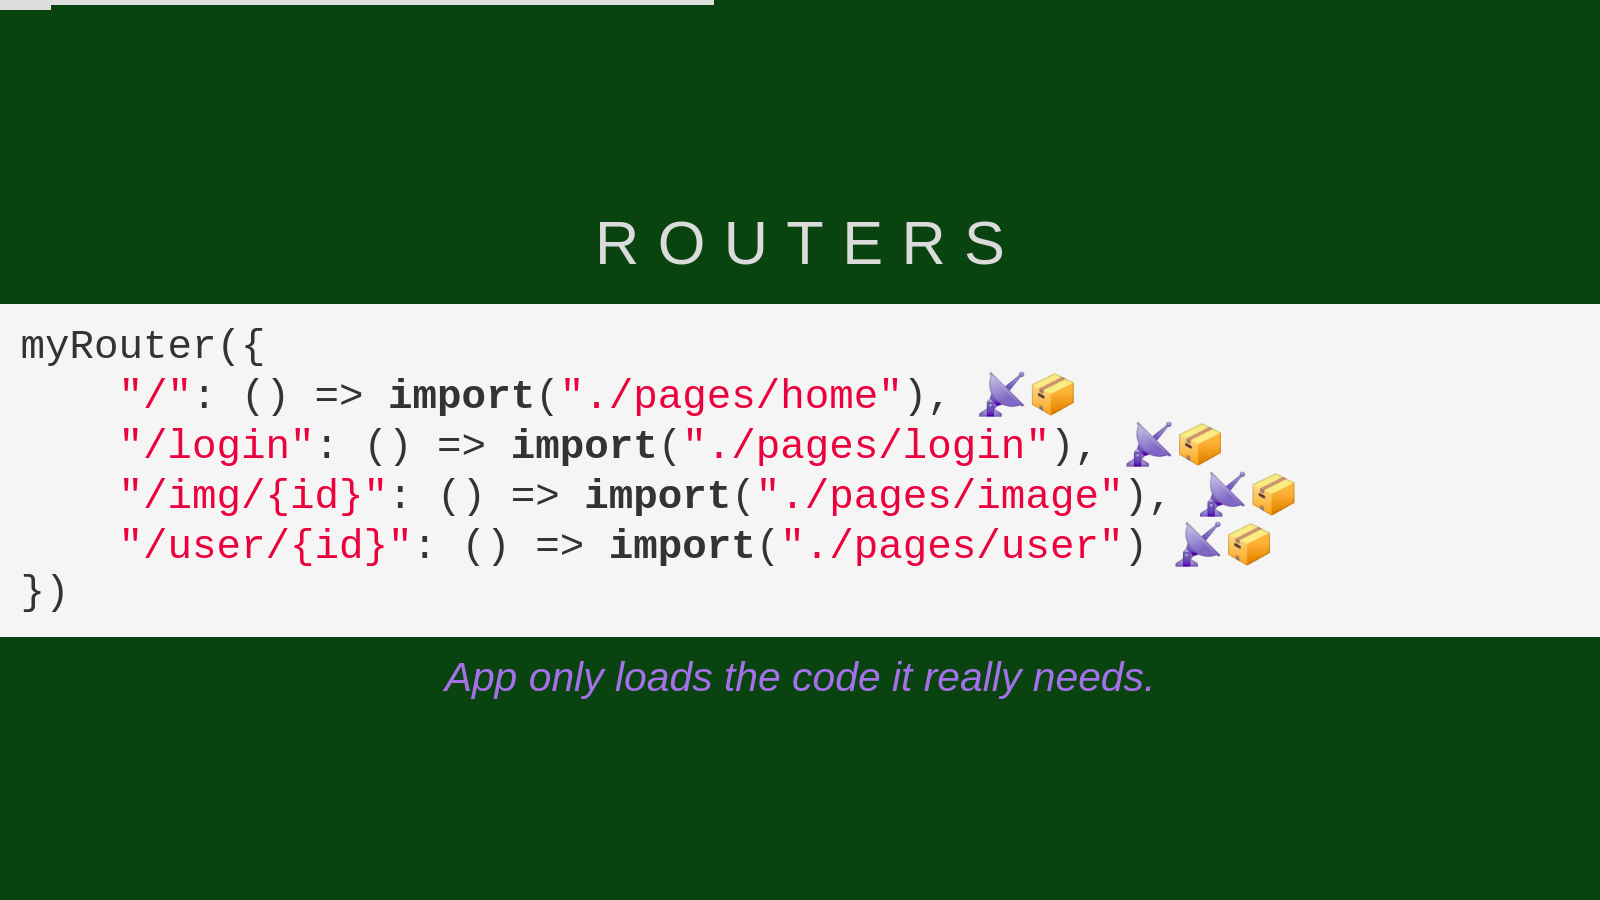 ROUTERS
myRouter({
    "/": () => import("./pages/home"), 📡📦
    "/login": () => import("./pages/login"), 📡📦
    "/img/{id}": () => import("./pages/image"), 📡📦
    "/user/{id}": () => import("./pages/user") 📡📦
})
App only loads the code it really needs.